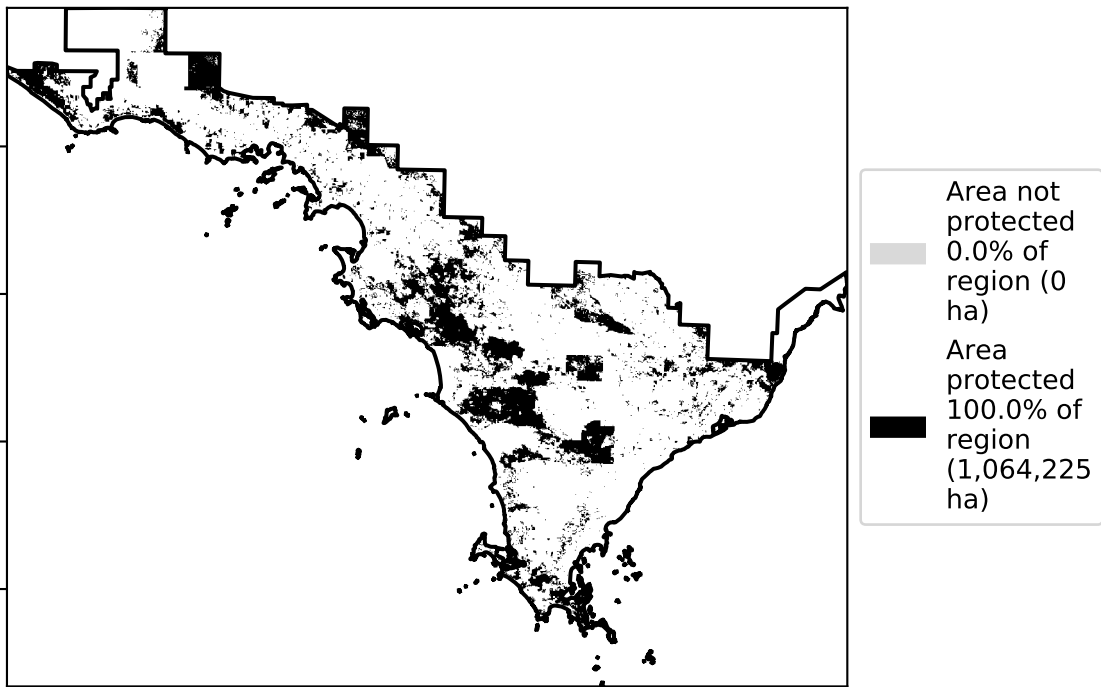 Area not
protected
0.0% of
region (0
ha)
Area
protected
100.0% of
region
(1,064,225
ha)